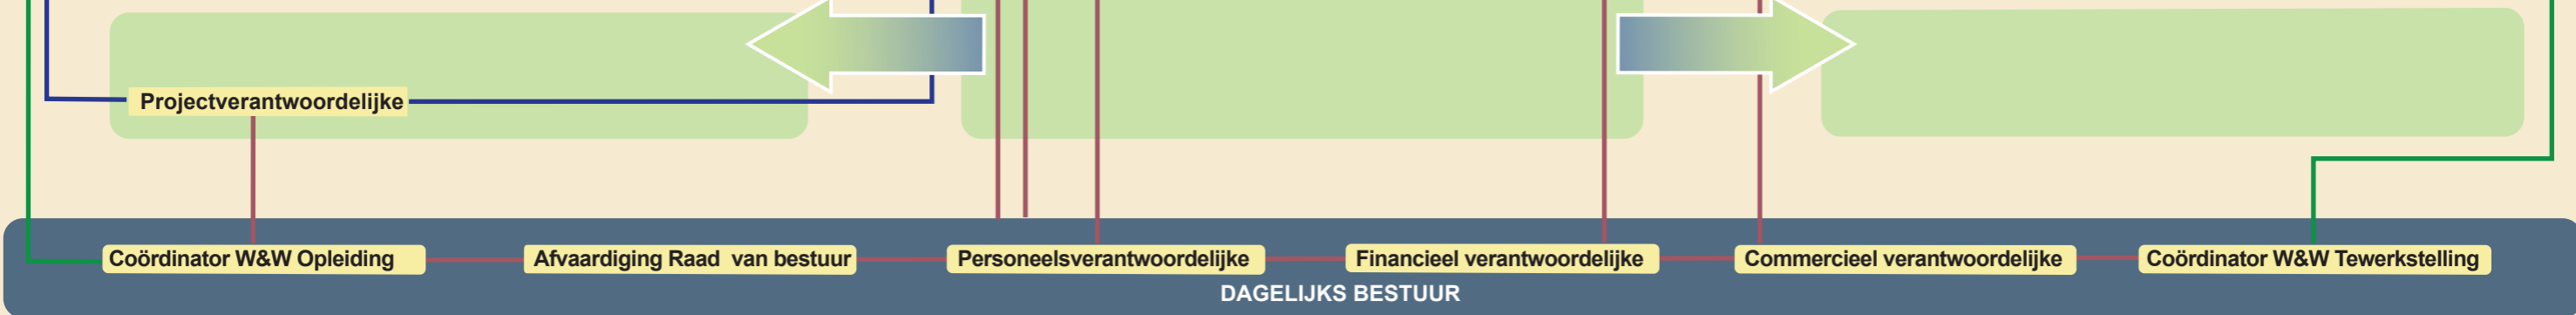 Projectverantwoordelijke
Coördinator W&W Opleiding
Afvaardiging Raad van bestuur
Personeelsverantwoordelijke
Financieel verantwoordelijke
Commercieel verantwoordelijke
Coördinator W&W Tewerkstelling
DAGELIJKS BESTUUR